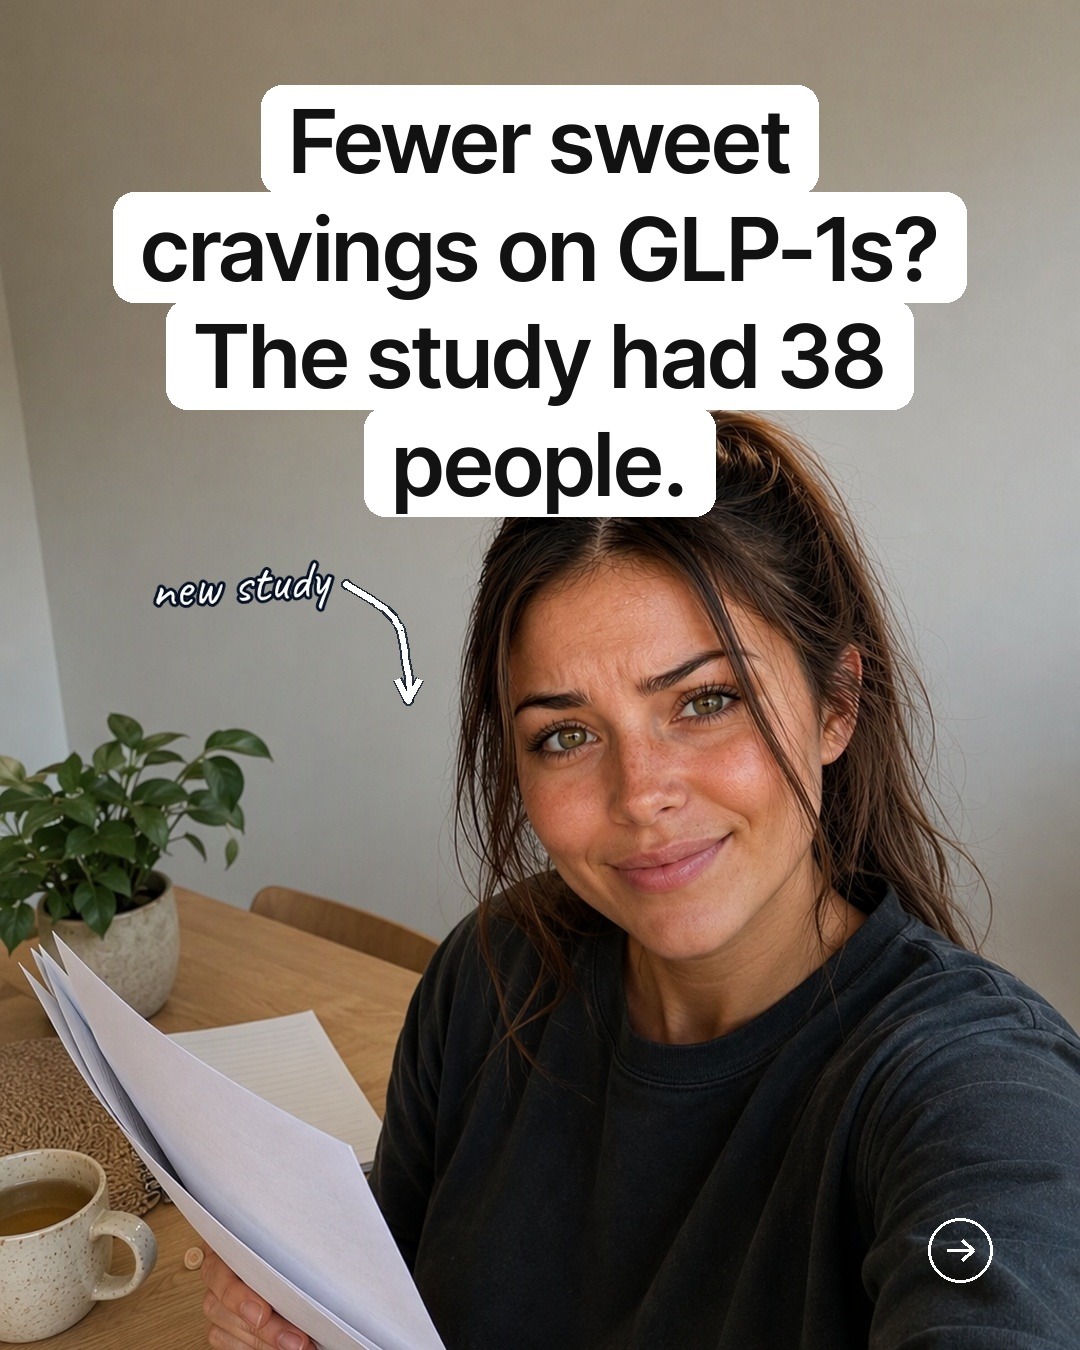 Fewer sweet
cravings on GLP-1s?
The study had 38
people.
new study